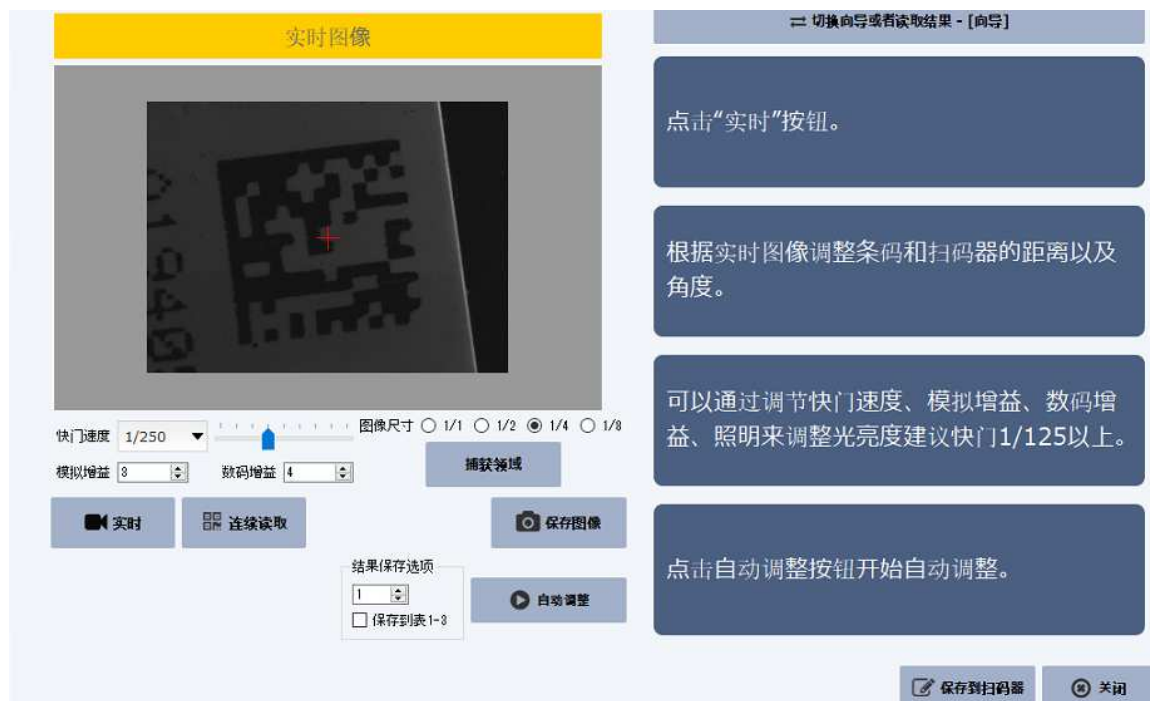 实时图像
⇌ 切换向导或者读取结果 - [向导]
点击“实时”按钮。
根据实时图像调整条码和扫码器的距离以及
角度。
可以通过调节快门速度、模拟增益、数码增
益、照明来调整光亮度建议快门1/125以上。
点击自动调整按钮开始自动调整。
01940
快门速度 1/250 图像尺寸 1/1 1/2 1/4 1/8
模拟增益 8 数码增益 4 捕获领域
实时 连续读取 保存图像
结果保存选项
1
保存到表1-8
自动调整
保存到扫码器 关闭